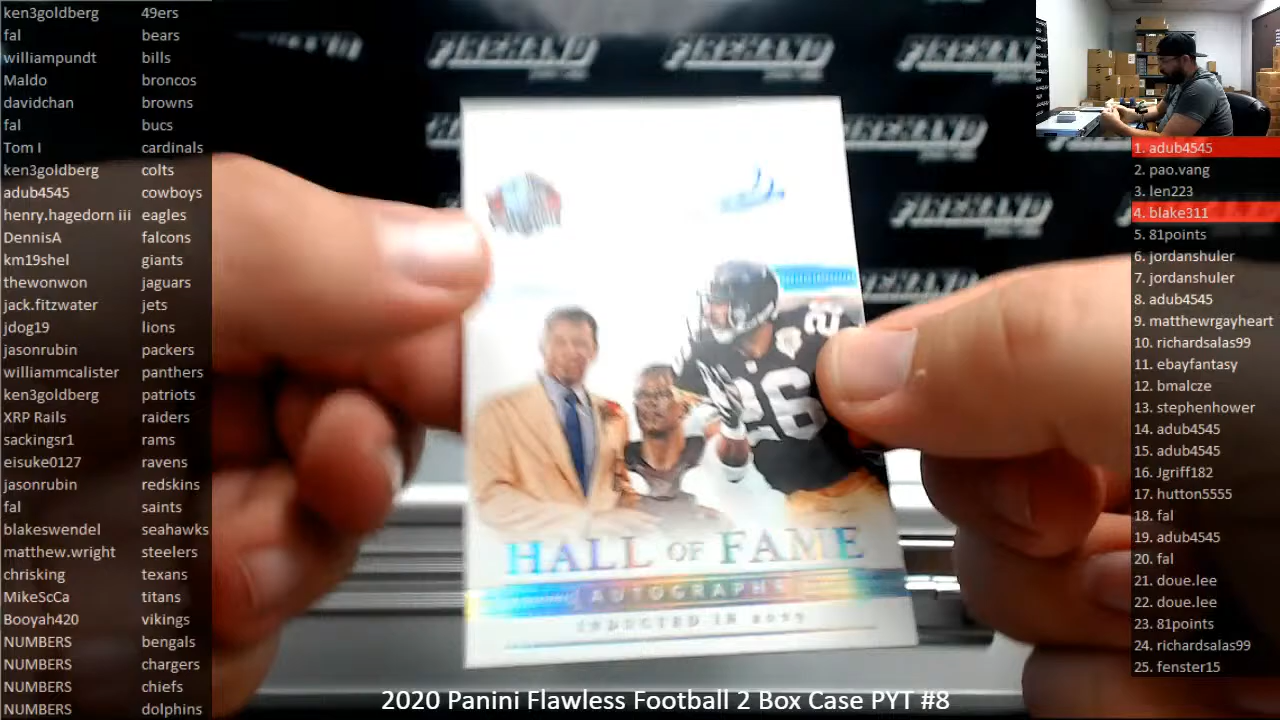 ken3goldberg 49ers
fal bears
williampundt bills
Maldo broncos
davidchan browns
fal bucs
Tom I cardinals
ken3goldberg colts
adub4545 cowboys
henry.hagedorn iii eagles
DennisA falcons
km19shel giants
thewonwon jaguars
jack.fitzwater jets
jdog19 lions
jasonrubin packers
williammcalister panthers
ken3goldberg patriots
XRP Rails raiders
sackingsr1 rams
eisuke0127 ravens
jasonrubin redskins
fal saints
blakeswendel seahawks
matthew.wright steelers
chrisking texans
MikeScCa titans
Booyah420 vikings
NUMBERS bengals
NUMBERS chargers
NUMBERS chiefs
NUMBERS dolphins
FIREHAND
FIREHAND
FIREHAND
FIREHAND
26
26
HALL OF FAME
AUTOGRAPHS
INDUCTED IN
2020 Panini Flawless Football 2 Box Case PYT #8
1. adub4545
2. pao.vang
3. len223
4. blake311
5. 81points
6. jordanshuler
7. jordanshuler
8. adub4545
9. matthewrgayheart
10. richardsalas99
11. ebayfantasy
12. bmalcze
13. stephenhower
14. adub4545
15. adub4545
16. Jgriff182
17. hutton5555
18. fal
19. adub4545
20. fal
21. doue.lee
22. doue.lee
23. 81points
24. richardsalas99
25. fenster15